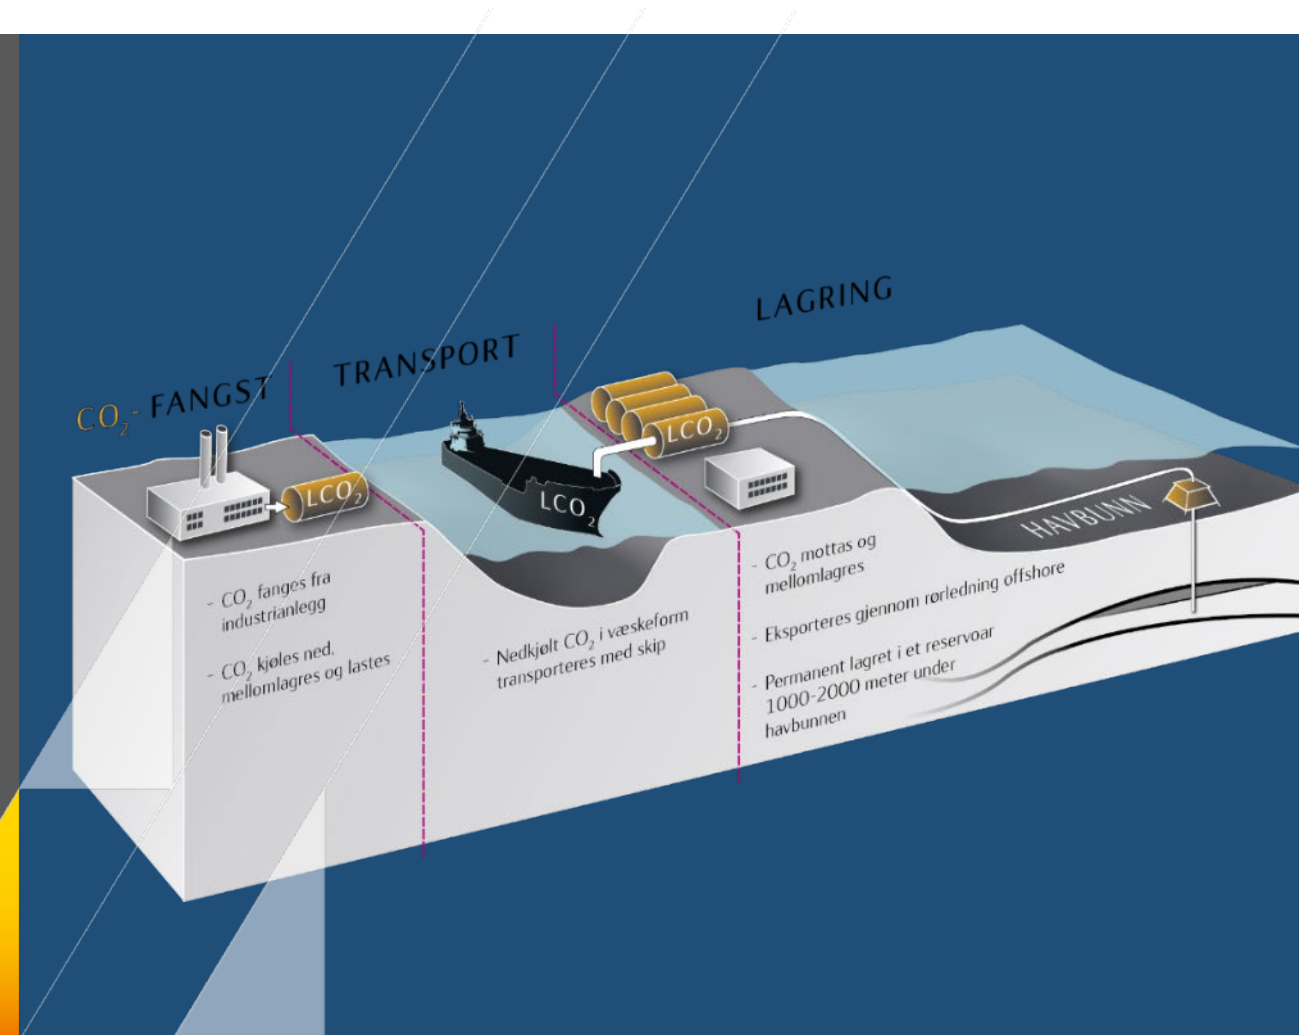 CO₂- FANGST
TRANSPORT
LAGRING
LCO₂
LCO₂
LCO₂
HAVBUNN
- CO₂ fanges fra
industrianlegg
- CO₂ kjøles ned,
mellomlagres og lastes
- Nedkjølt CO₂ i væskeform
transporteres med skip
- CO₂ mottas og
mellomlagres
- Eksporteres gjennom rørledning offshore
- Permanent lagret i et reservoar
1000-2000 meter under
havbunnen